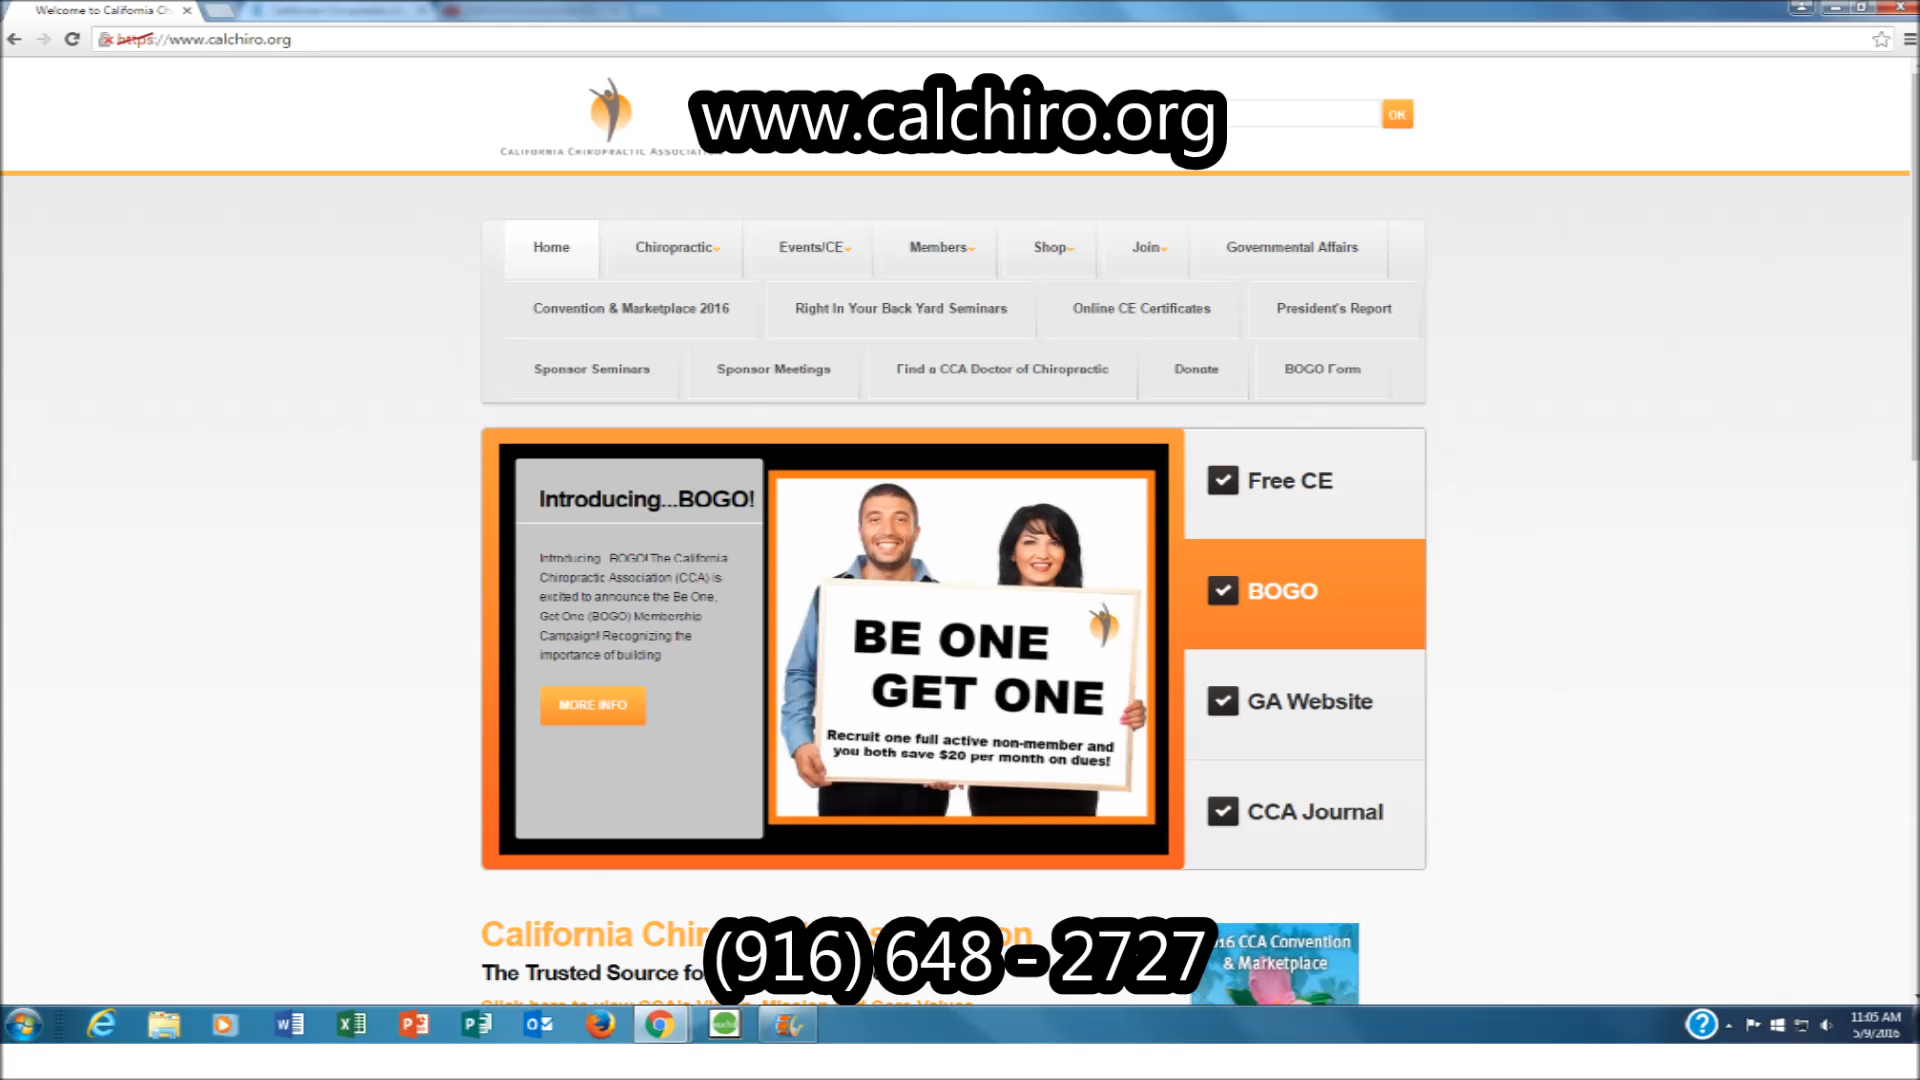 Welcome to California Ch
https://www.calchiro.org
www.calchiro.org
OK
CALIFORNIA CHIROPRACTIC
Home
Chiropractic
Events/CE
Members
Shop
Join
Governmental Affairs
Convention & Marketplace 2016
Right In Your Back Yard Seminars
Online CE Certificates
President's Report
Sponsor Seminars
Sponsor Meetings
Find a CCA Doctor of Chiropractic
Donate
BOGO Form
Introducing...BOGO!
Introducing...BOGO! The California
Chiropractic Association (CCA) is
excited to announce the Be One,
Get One (BOGO) Membership
Campaign! Recognizing the
importance of building
MORE INFO
BE ONE
GET ONE
Recruit one full active non-member and
you both save $20 per month on dues!
Free CE
BOGO
GA Website
CCA Journal
California
The Trusted Source
(916) 648 - 2727
CCA Convention
& Marketplace
Click here to view CCA's
11:05 AM
5/9/2016